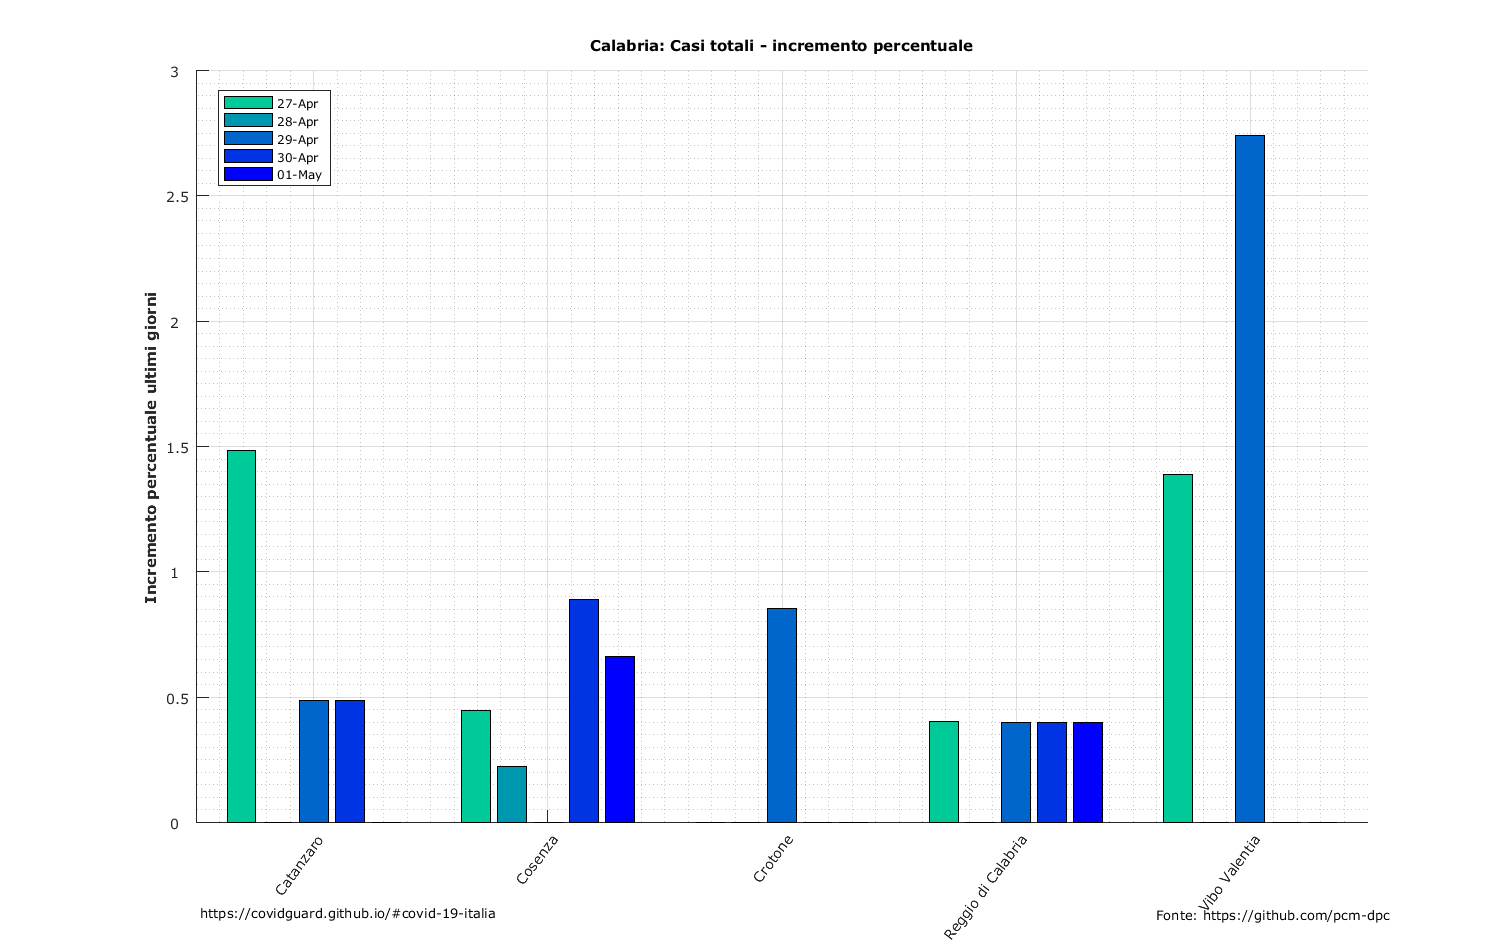 Calabria: Casi totali - incremento percentuale
3
2.5
2
1.5
1
0.5
0
Incremento percentuale ultimi giorni
27-Apr
28-Apr
29-Apr
30-Apr
01-May
Catanzaro
Cosenza
Crotone
Reggio di Calabria
Vibo Valentia
https://covidguard.github.io/#covid-19-italia
Fonte: https://github.com/pcm-dpc